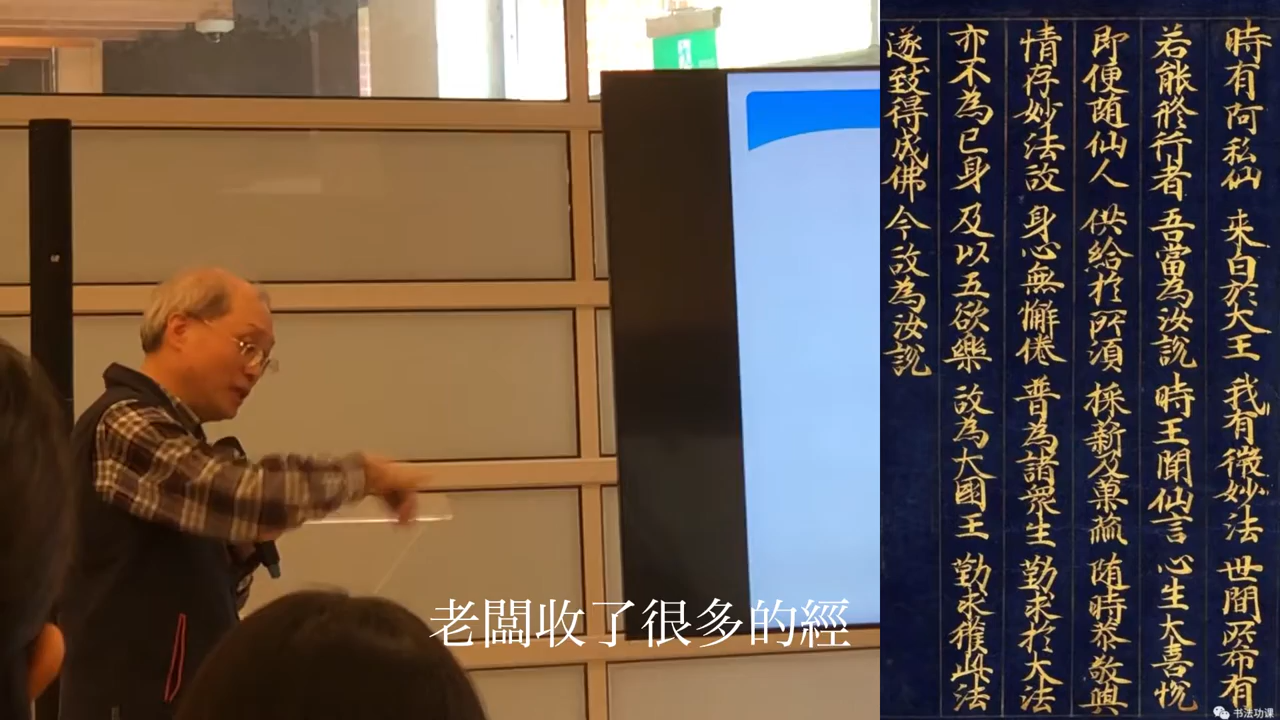 老闆收了很多的經
時有阿私仙 来白於大王 我有微妙法 世間所希有
若能修行者 吾當為汝說 時王聞仙言 心生大喜悅
即便随仙人 供給於所須 採薪及菓蓏 随時恭敬與
情存妙法故 身心無懈倦 普為諸衆生 勤求於大法
亦不為己身 及以五欲樂 故為大国王 勤求獲此法
遂致得成佛 今故為汝說
书法功课